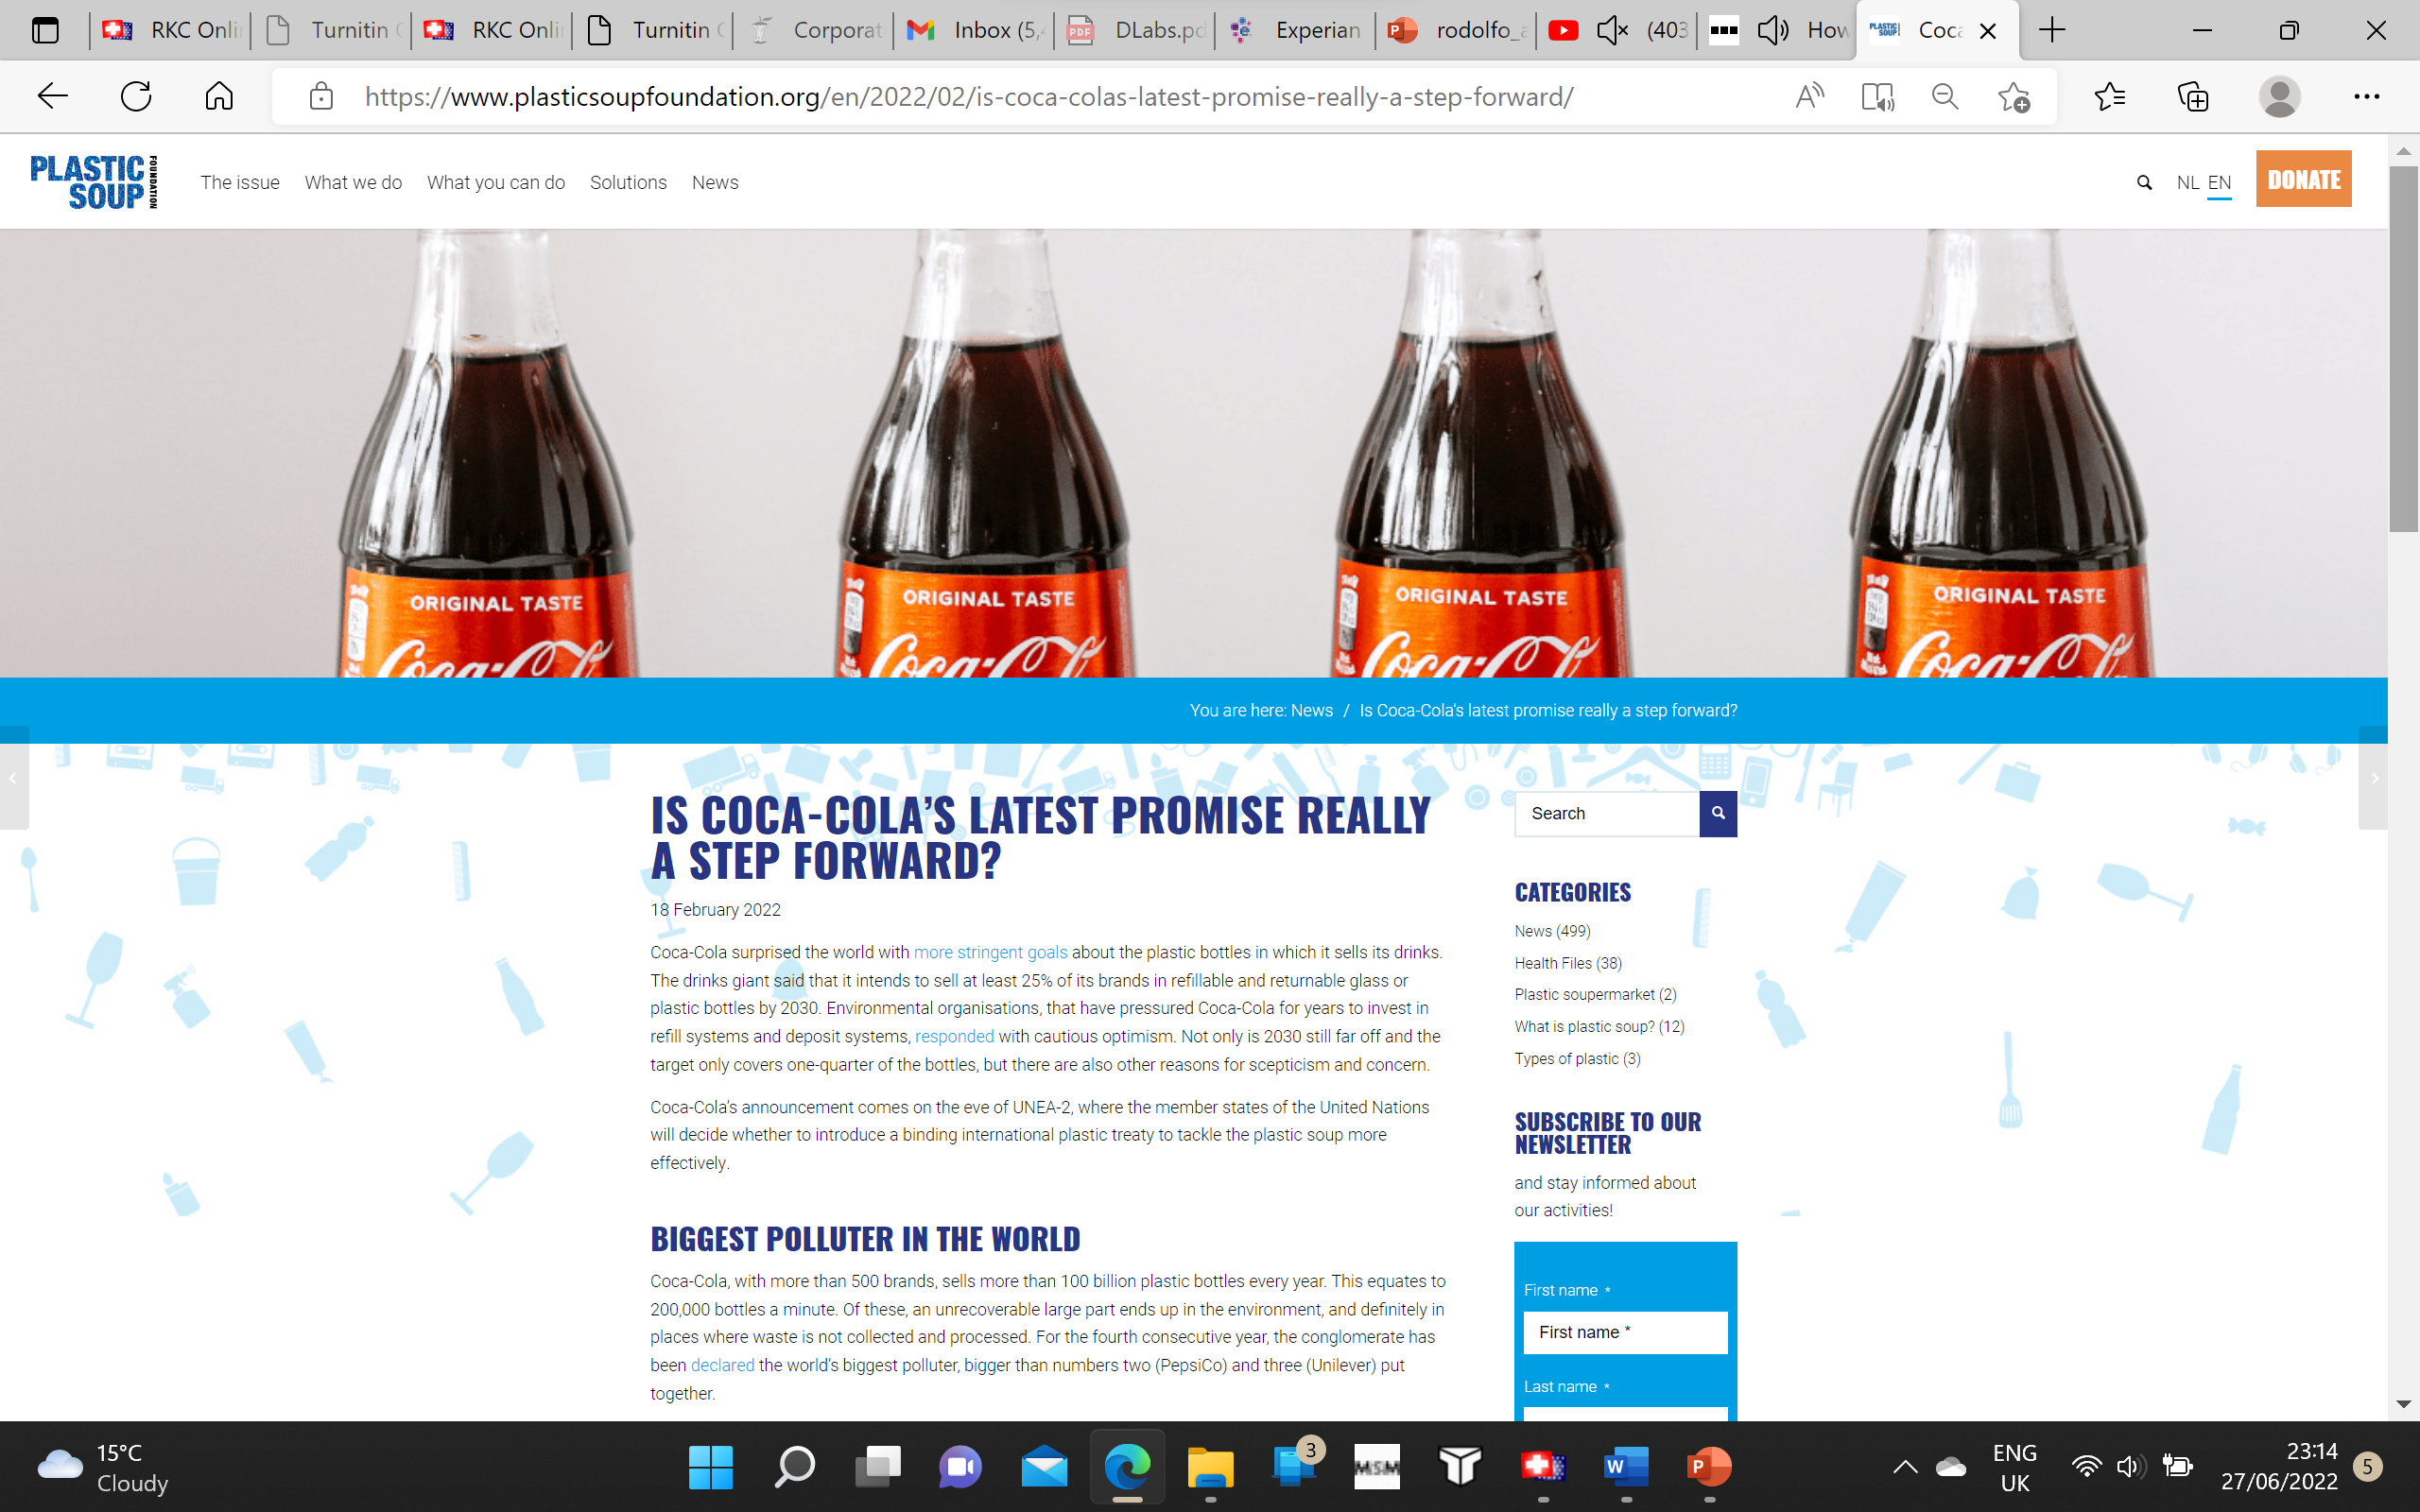 RKC Onli
Turnitin
RKC Onli
Turnitin
Corporat
Inbox (5,4
DLabs.pd
Experian
rodolfo_a
(403
How
Coca
https://www.plasticsoupfoundation.org/en/2022/02/is-coca-colas-latest-promise-really-a-step-forward/
PLASTIC SOUP FOUNDATION
The issue
What we do
What you can do
Solutions
News
NL EN
DONATE
ORIGINAL TASTE
ORIGINAL TASTE
ORIGINAL TASTE
ORIGINAL TASTE
Coca-Col
Coca-Col
Coca-Col
Coca-Col
You are here: News / Is Coca-Cola's latest promise really a step forward?
IS COCA-COLA'S LATEST PROMISE REALLY
A STEP FORWARD?
18 February 2022
Coca-Cola surprised the world with more stringent goals about the plastic bottles in which it sells its drinks.
The drinks giant said that it intends to sell at least 25% of its brands in refillable and returnable glass or
plastic bottles by 2030. Environmental organisations, that have pressured Coca-Cola for years to invest in
refill systems and deposit systems, responded with cautious optimism. Not only is 2030 still far off and the
target only covers one-quarter of the bottles, but there are also other reasons for scepticism and concern.
Coca-Cola's announcement comes on the eve of UNEA-2, where the member states of the United Nations
will decide whether to introduce a binding international plastic treaty to tackle the plastic soup more
effectively.
BIGGEST POLLUTER IN THE WORLD
Coca-Cola, with more than 500 brands, sells more than 100 billion plastic bottles every year. This equates to
200,000 bottles a minute. Of these, an unrecoverable large part ends up in the environment, and definitely in
places where waste is not collected and processed. For the fourth consecutive year, the conglomerate has
been declared the world's biggest polluter, bigger than numbers two (PepsiCo) and three (Unilever) put
together.
Search
CATEGORIES
News (499)
Health Files (38)
Plastic soupermarket (2)
What is plastic soup? (12)
Types of plastic (3)
SUBSCRIBE TO OUR
NEWSLETTER
and stay informed about
our activities!
First name *
First name *
Last name *
15°C
Cloudy
3
MSM
ENG
UK
23:14
27/06/2022
5